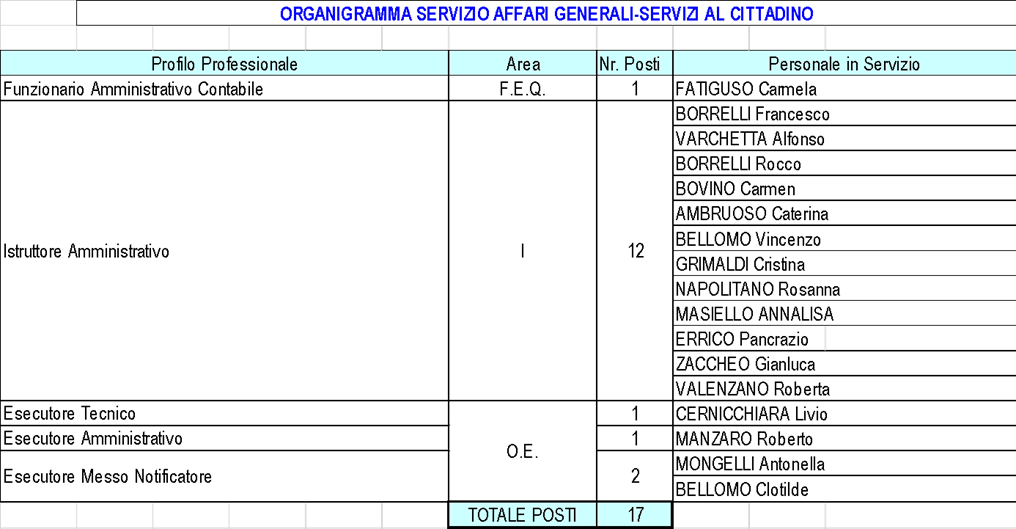 ORGANIGRAMMA SERVIZIO AFFARI GENERALI-SERVIZI AL CITTADINO
Profilo Professionale Area Nr. Posti Personale in Servizio
Funzionario Amministrativo Contabile F.E.Q. 1 FATIGUSO Carmela
Istruttore Amministrativo I 12 BORRELLI Francesco
VARCHETTA Alfonso
BORRELLI Rocco
BOVINO Carmen
AMBRUOSO Caterina
BELLOMO Vincenzo
GRIMALDI Cristina
NAPOLITANO Rosanna
MASIELLO ANNALISA
ERRICO Pancrazio
ZACCHEO Gianluca
VALENZANO Roberta
Esecutore Tecnico O.E. 1 CERNICCHIARA Livio
Esecutore Amministrativo 1 MANZARO Roberto
Esecutore Messo Notificatore 2 MONGELLI Antonella
BELLOMO Clotilde
TOTALE POSTI 17